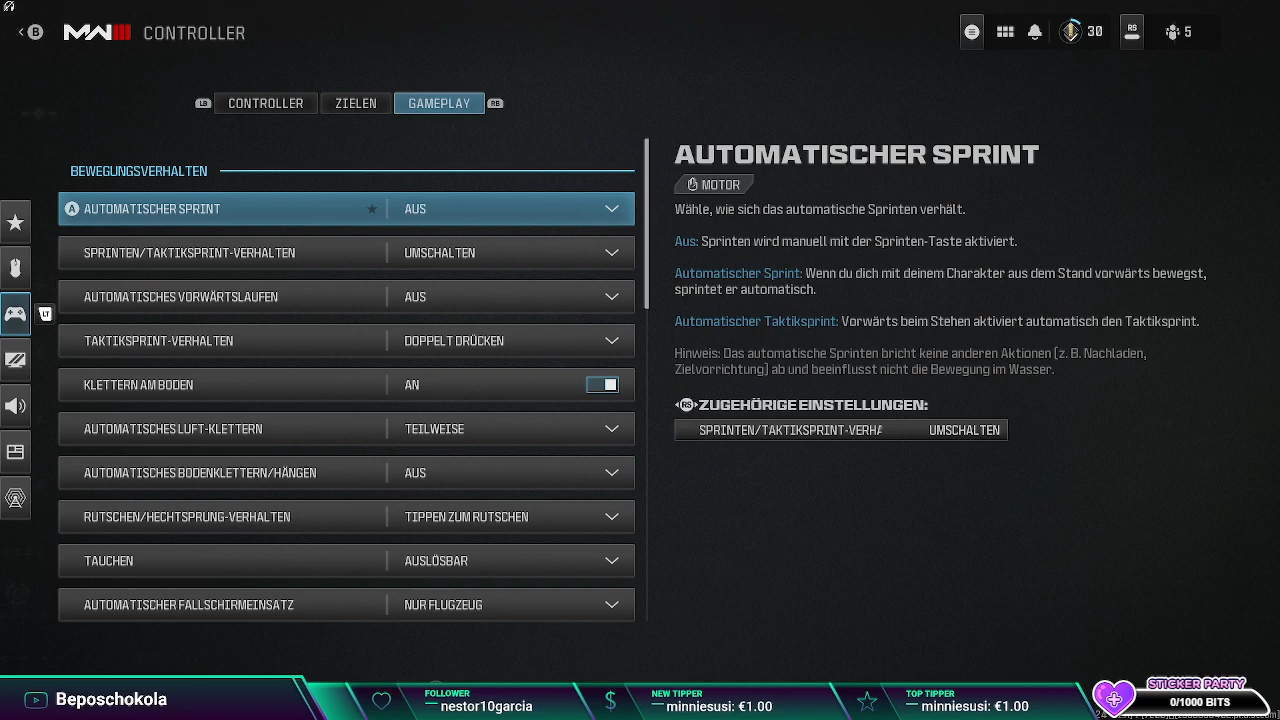 B MWIII CONTROLLER
30 RS 5
LB CONTROLLER ZIELEN GAMEPLAY RB
BEWEGUNGSVERHALTEN
A AUTOMATISCHER SPRINT AUS
SPRINTEN/TAKTIKSPRINT-VERHALTEN UMSCHALTEN
AUTOMATISCHES VORWÄRTSLAUFEN AUS
LT
TAKTIKSPRINT-VERHALTEN DOPPELT DRÜCKEN
KLETTERN AM BODEN AN
AUTOMATISCHES LUFT-KLETTERN TEILWEISE
AUTOMATISCHES BODENKLETTERN/HÄNGEN AUS
RUTSCHEN/HECHTSPRUNG-VERHALTEN TIPPEN ZUM RUTSCHEN
TAUCHEN AUSLÖSBAR
AUTOMATISCHER FALLSCHIRMEINSATZ NUR FLUGZEUG
AUTOMATISCHER SPRINT
MOTOR
Wähle, wie sich das automatische Sprinten verhält.
Aus: Sprinten wird manuell mit der Sprinten-Taste aktiviert.
Automatischer Sprint: Wenn du dich mit deinem Charakter aus dem Stand vorwärts bewegst,
sprintet er automatisch.
Automatischer Taktiksprint: Vorwärts beim Stehen aktiviert automatisch den Taktiksprint.
Hinweis: Das automatische Sprinten bricht keine anderen Aktionen [z. B. Nachladen,
Zielvorrichtung] ab und beeinflusst nicht die Bewegung im Wasser.
RS ZUGEHÖRIGE EINSTELLUNGEN:
SPRINTEN/TAKTIKSPRINT-VERHA UMSCHALTEN
Beposchokola
FOLLOWER
nestor10garcia
NEW TIPPER
minniesusi: €1.00
TOP TIPPER
minniesusi: €1.00
STICKER PARTY
0/1000 BITS